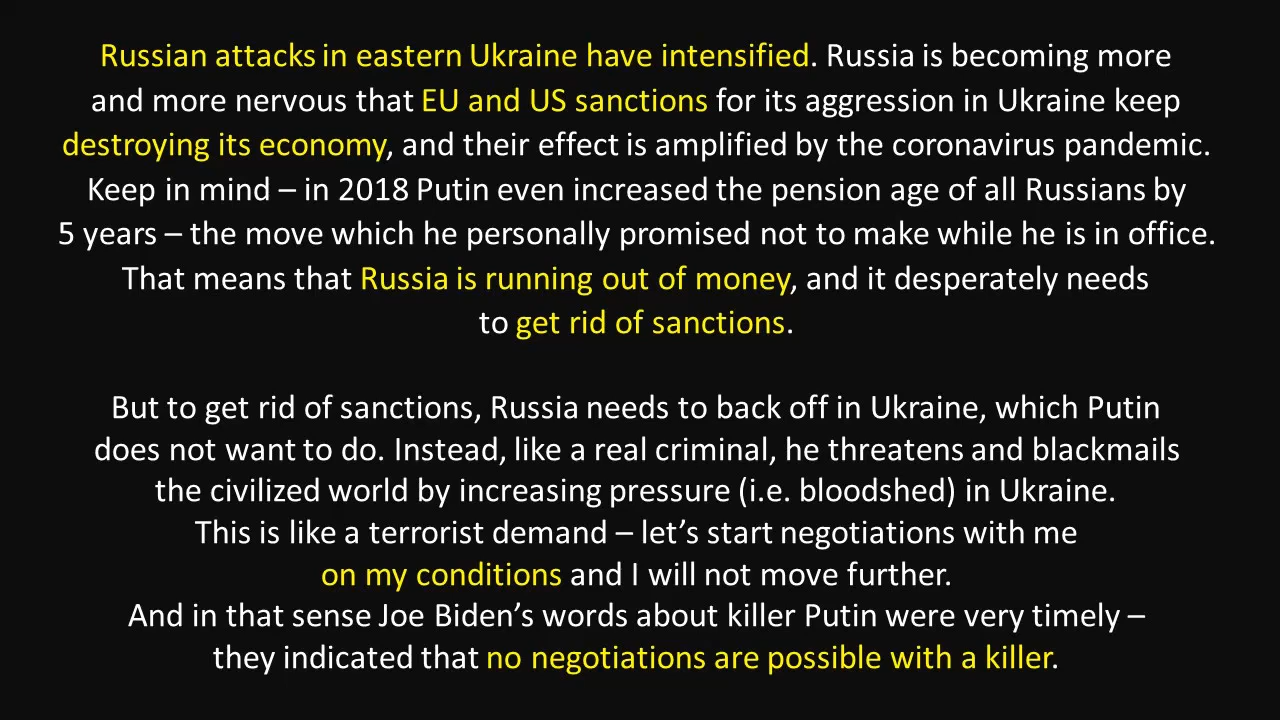 Russian attacks in eastern Ukraine have intensified. Russia is becoming more
and more nervous that EU and US sanctions for its aggression in Ukraine keep
destroying its economy, and their effect is amplified by the coronavirus pandemic.
Keep in mind – in 2018 Putin even increased the pension age of all Russians by
5 years – the move which he personally promised not to make while he is in office.
That means that Russia is running out of money, and it desperately needs
to get rid of sanctions.
But to get rid of sanctions, Russia needs to back off in Ukraine, which Putin
does not want to do. Instead, like a real criminal, he threatens and blackmails
the civilized world by increasing pressure (i.e. bloodshed) in Ukraine.
This is like a terrorist demand – let’s start negotiations with me
on my conditions and I will not move further.
And in that sense Joe Biden’s words about killer Putin were very timely –
they indicated that no negotiations are possible with a killer.